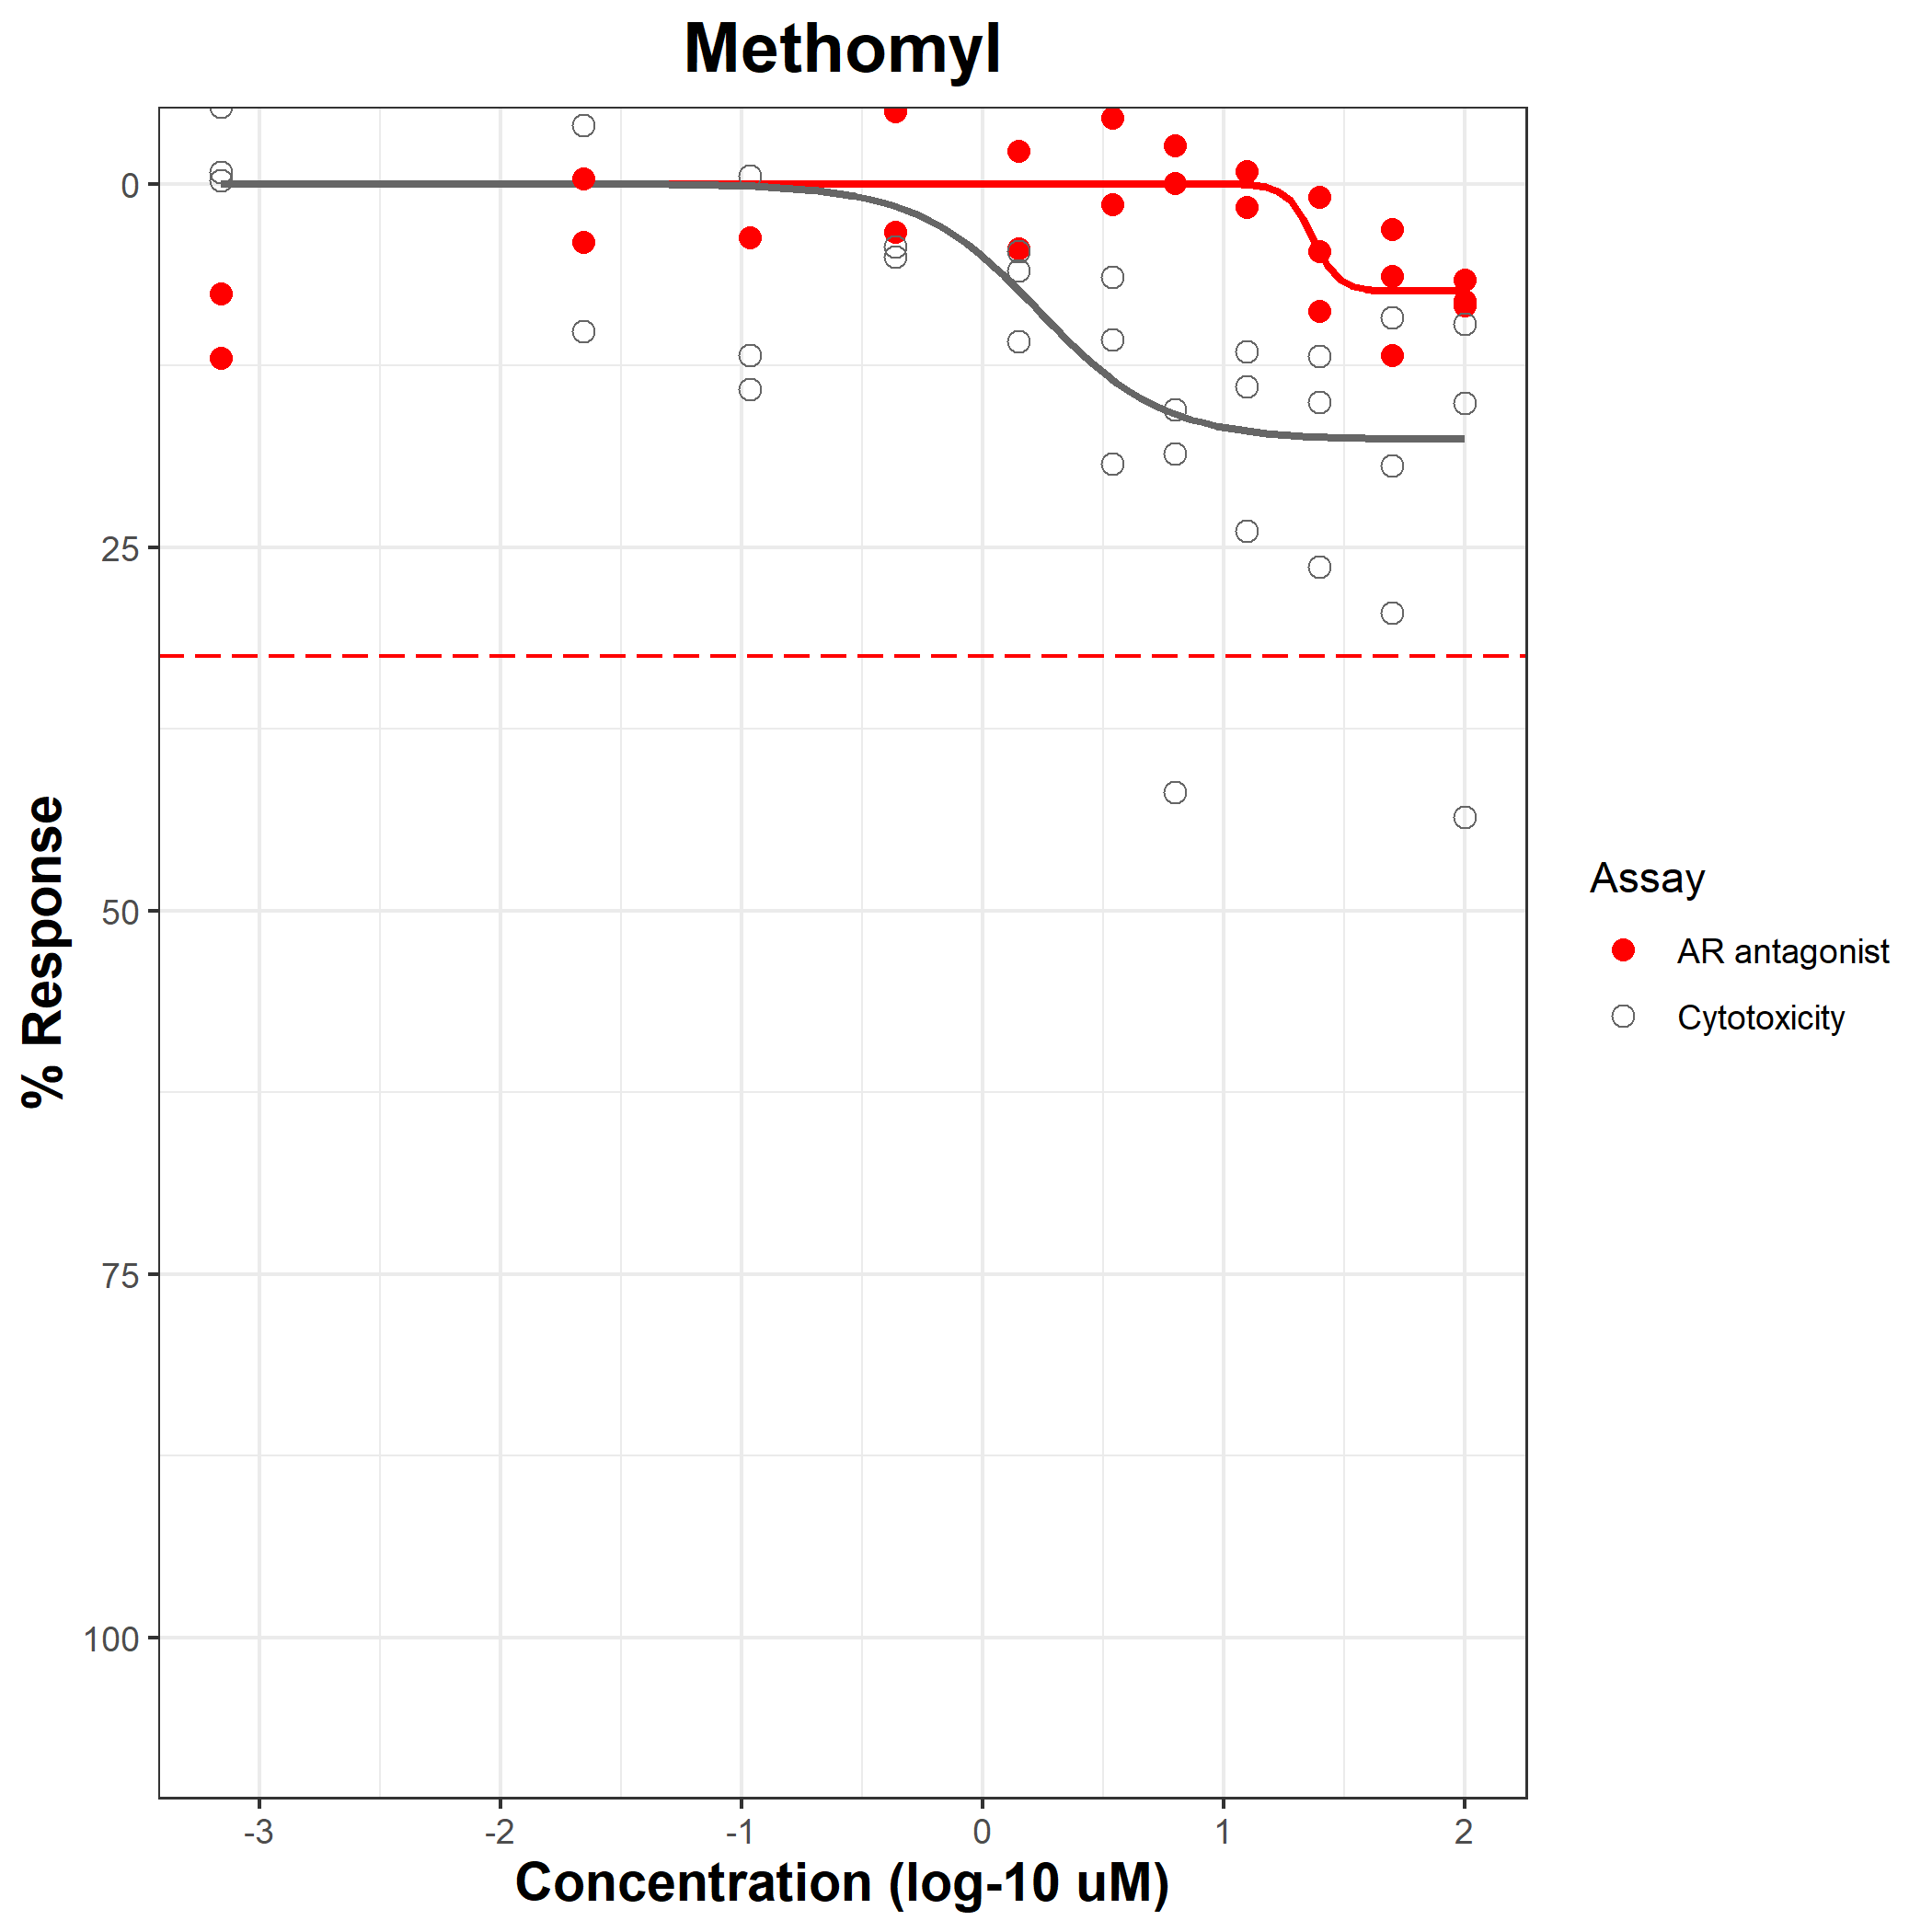 Methomyl
0
25
50
75
100
% Response
-3
-2
-1
0
1
2
Concentration (log-10 uM)
Assay
AR antagonist
Cytotoxicity